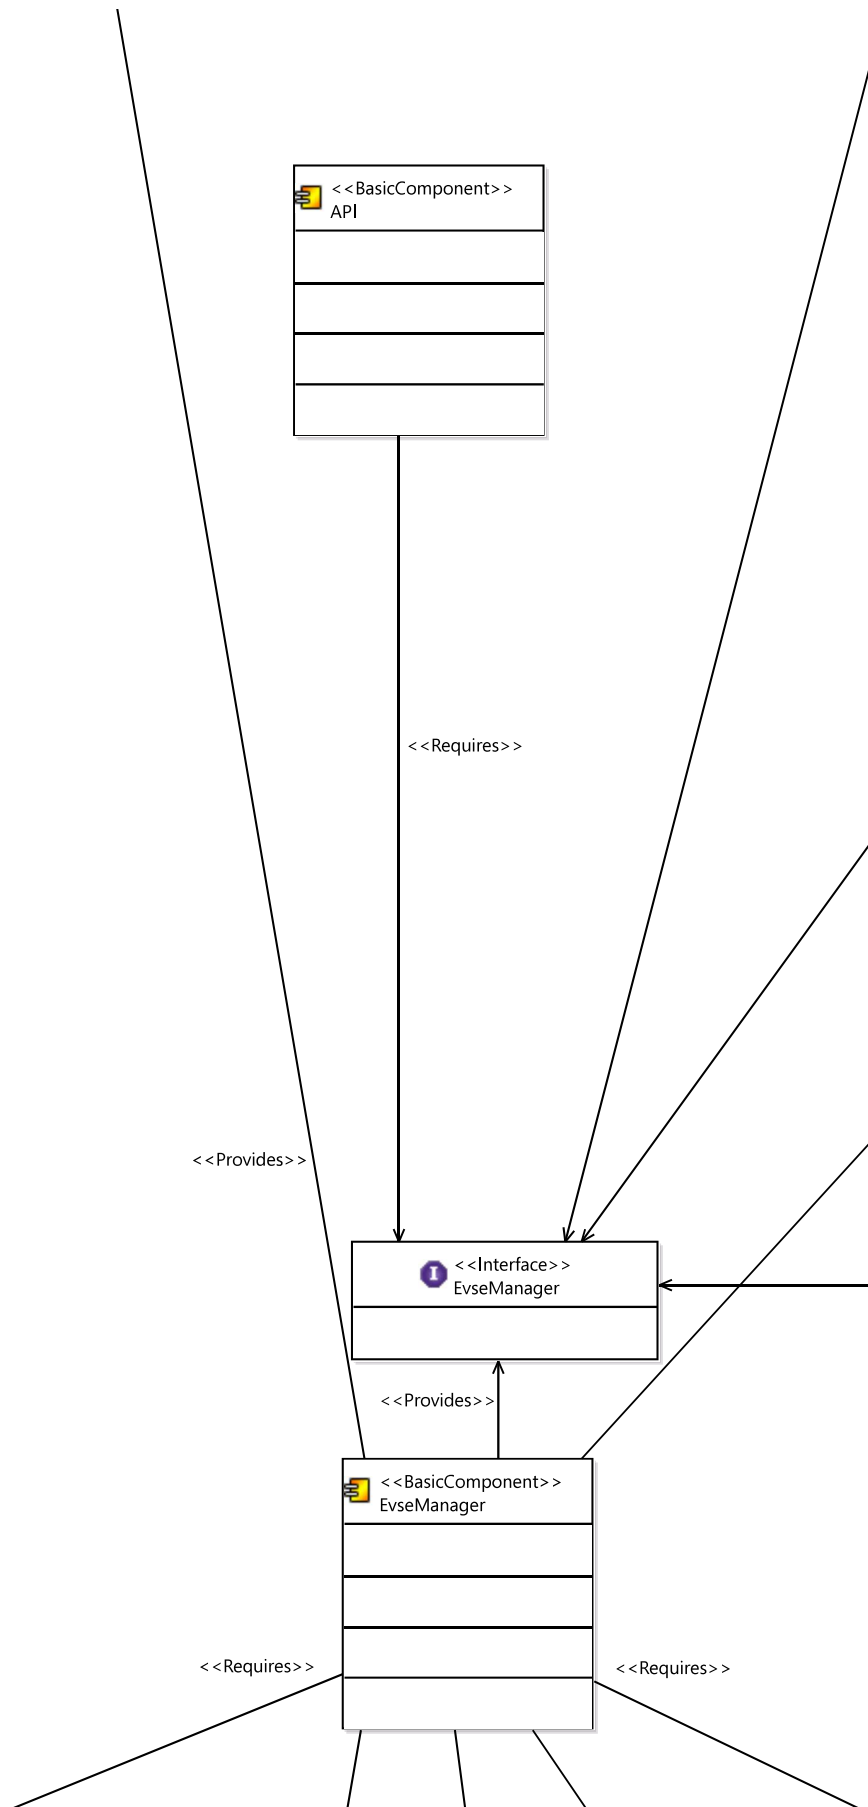 <<BasicComponent>>
API
<<Requires>>
<<Provides>>
<<Interface>>
EvseManager
<<Provides>>
<<BasicComponent>>
EvseManager
<<Requires>>
<<Requires>>